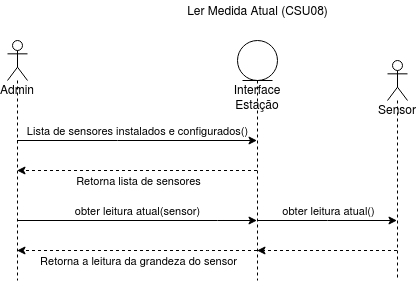 Ler Medida Atual (CSU08)
Admin
Interface
Estação
Sensor
Lista de sensores instalados e configurados()
Retorna lista de sensores
obter leitura atual(sensor)
obter leitura atual()
Retorna a leitura da grandeza do sensor